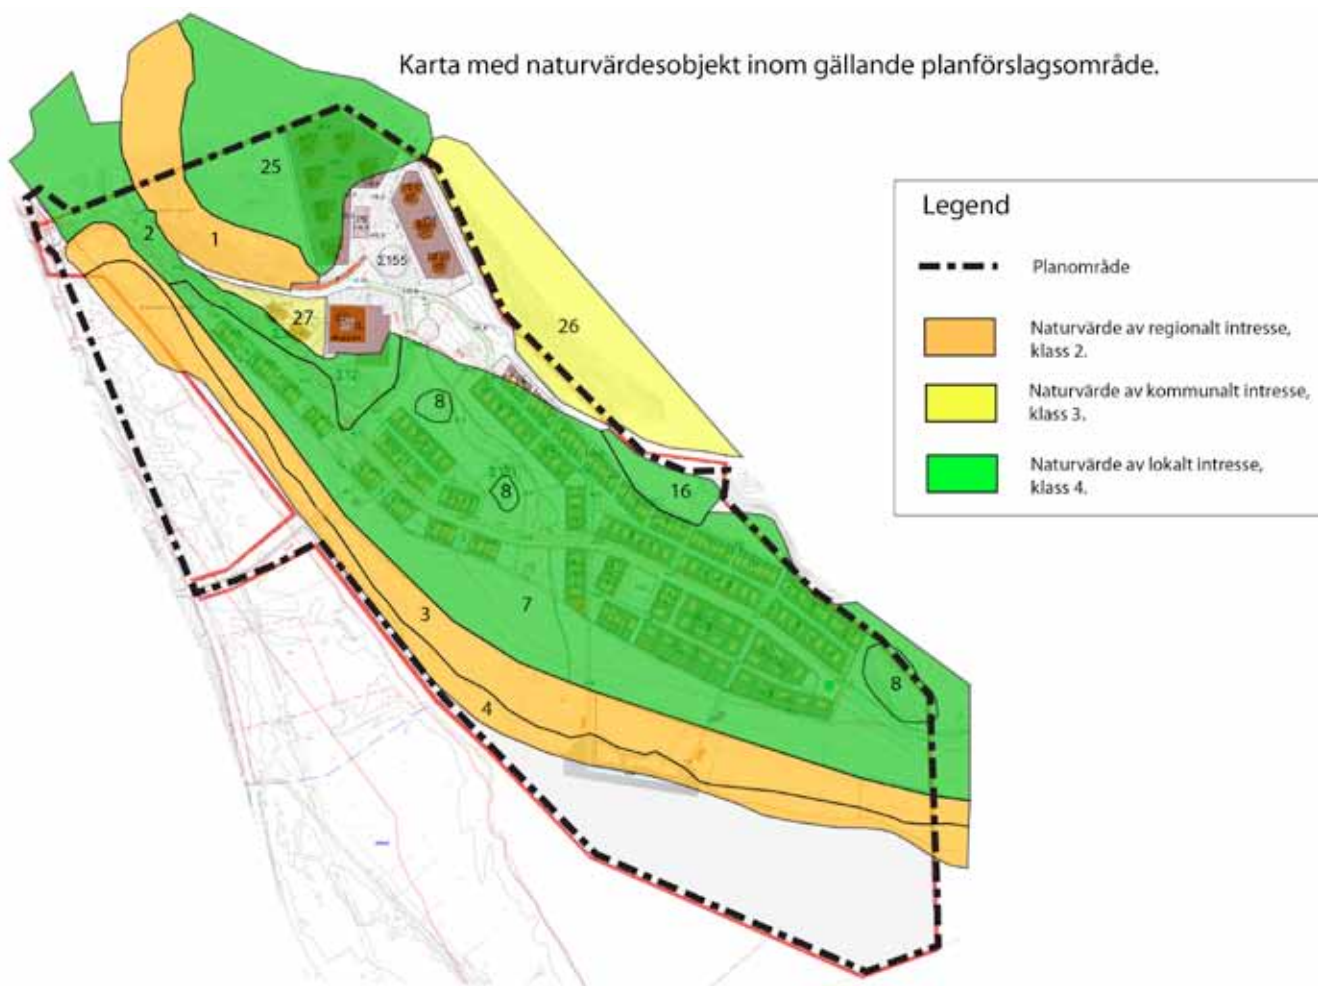 Karta med naturvärdesobjekt inom gällande planförslagsområde.
25
2
1
Σ155
27
26
8
8
16
7
3
8
4
Legend
Planområde
Naturvärde av regionalt intresse,
klass 2.
Naturvärde av kommunalt intresse,
klass 3.
Naturvärde av lokalt intresse,
klass 4.